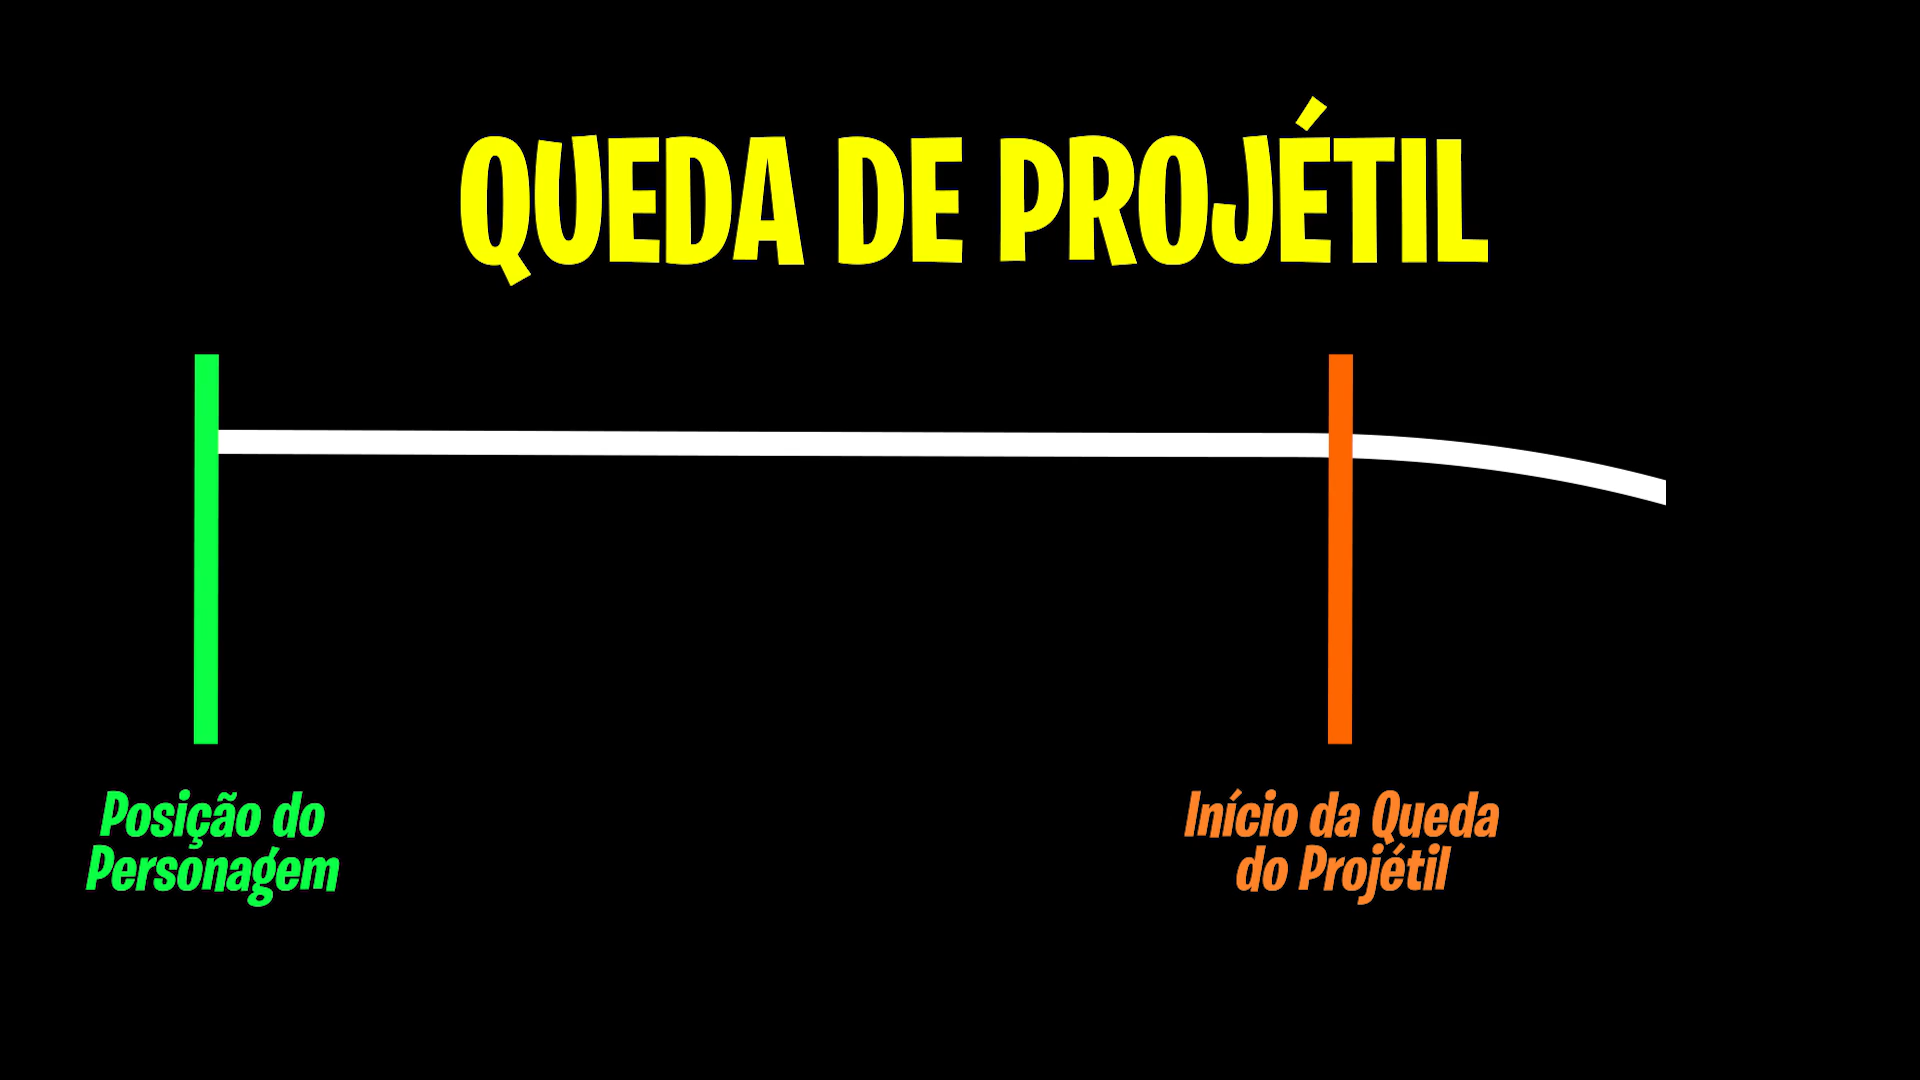 QUEDA DE PROJÉTIL
Posição do
Personagem
Início da Queda
do Projétil